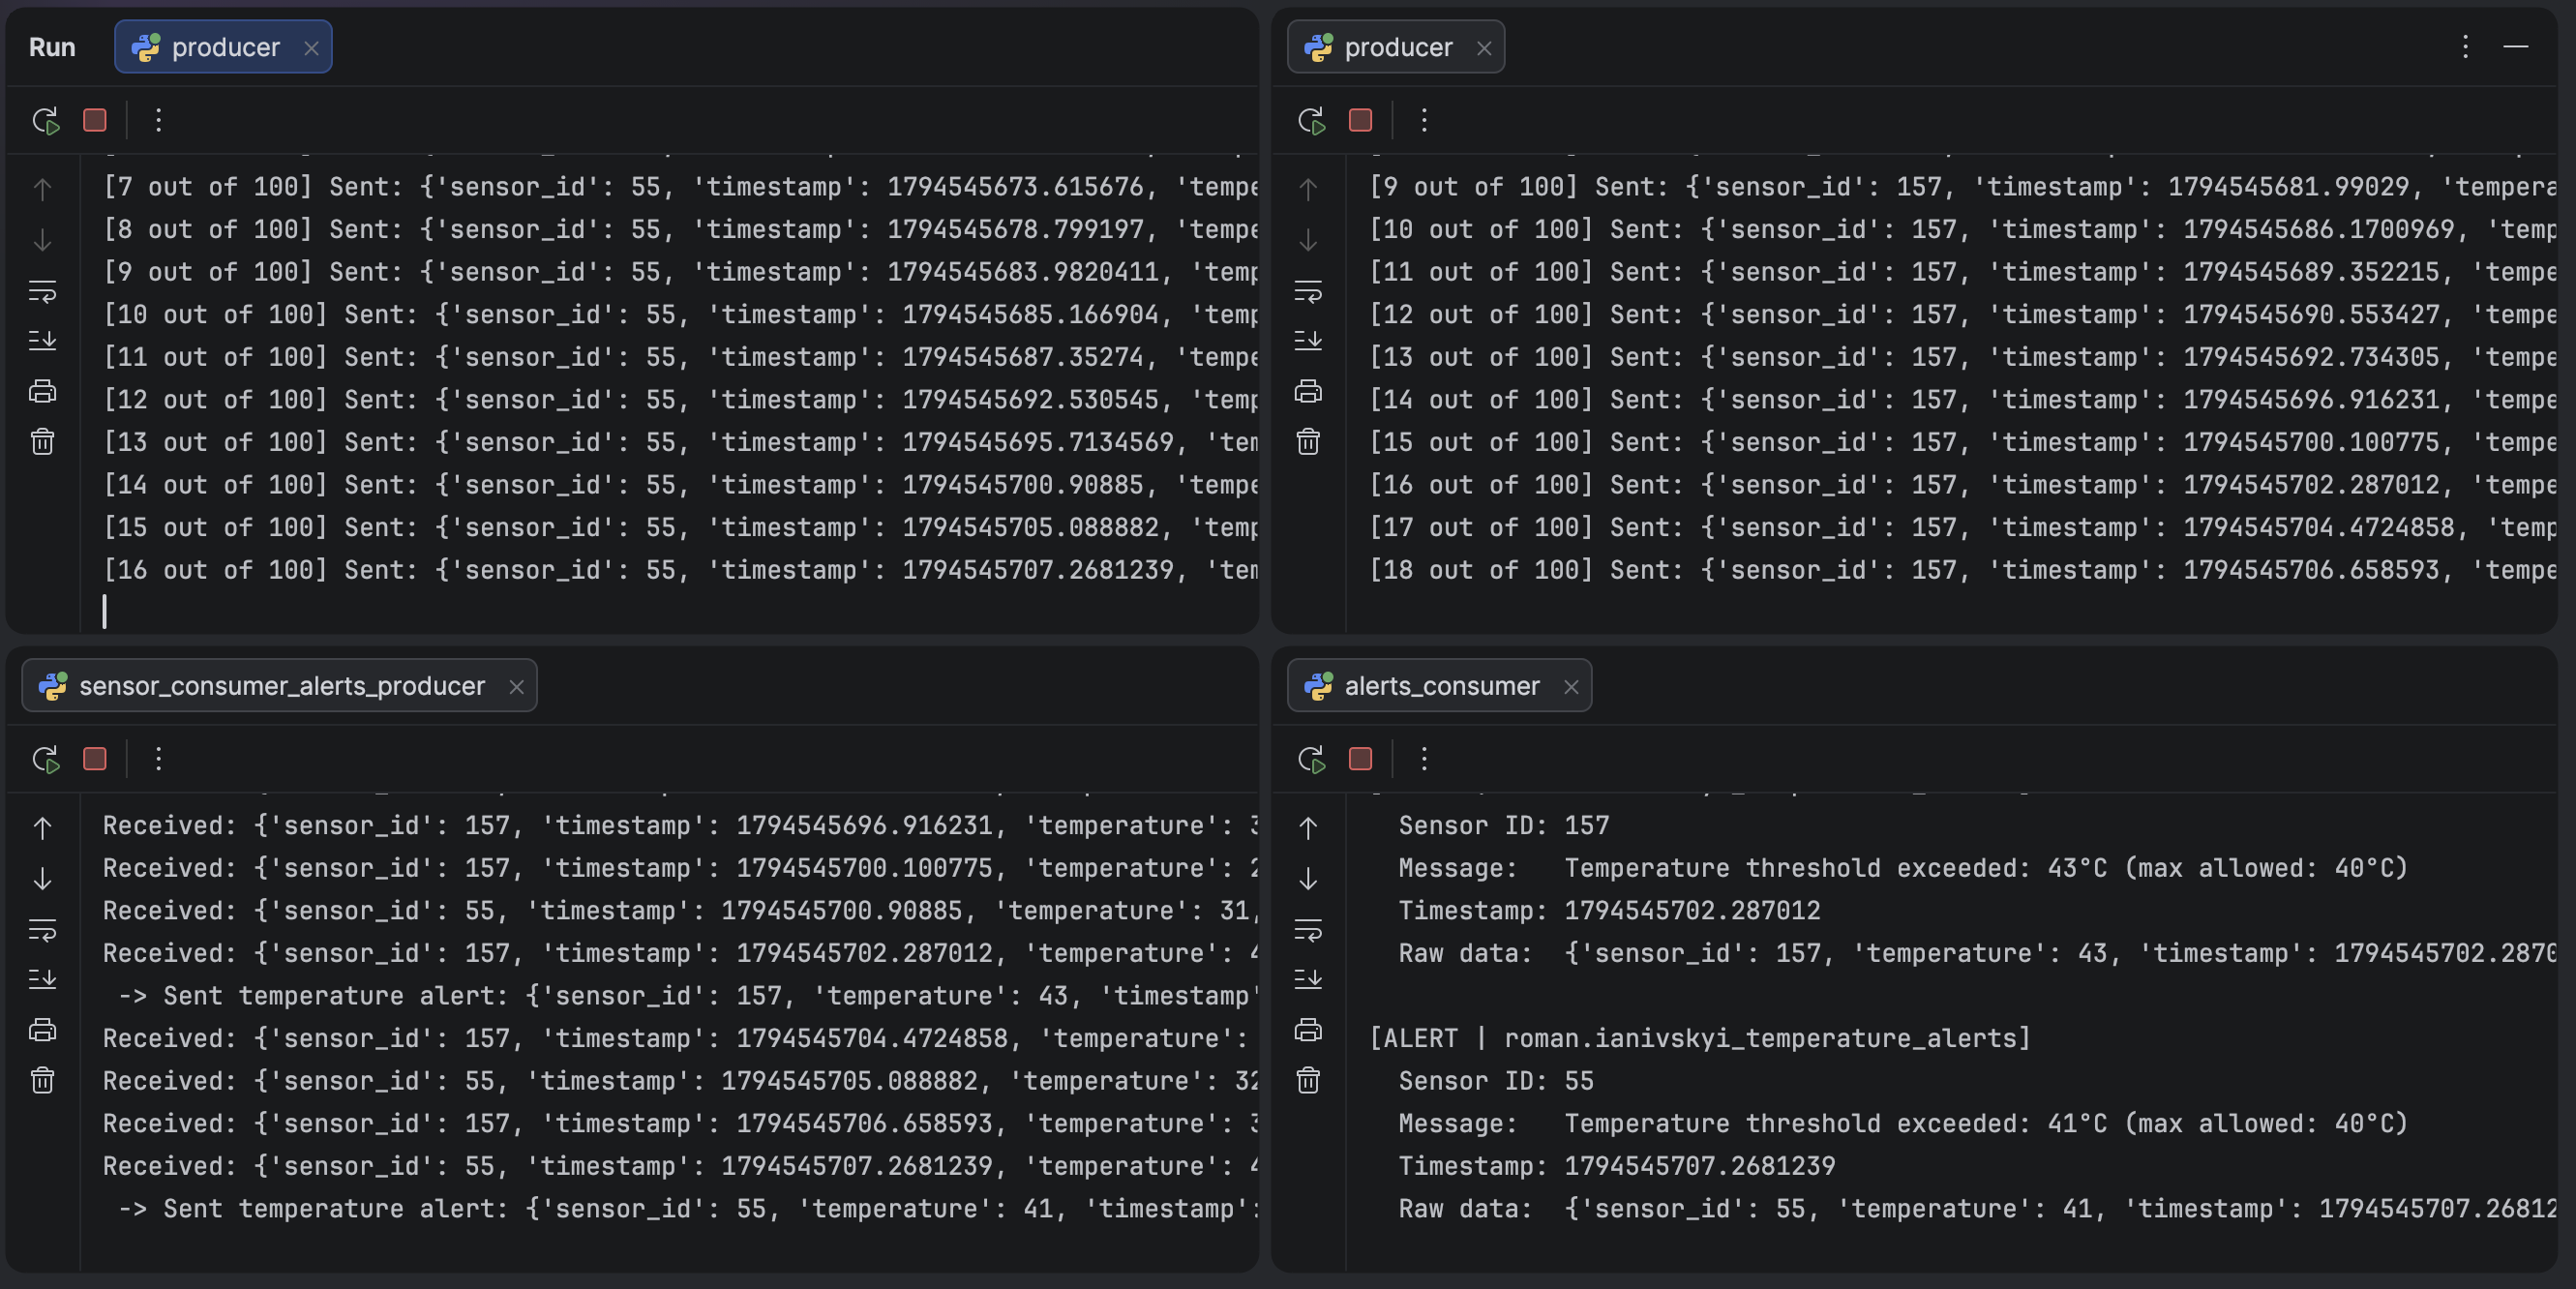 Run
producer
[7 out of 100] Sent: {'sensor_id': 55, 'timestamp': 1794545673.615676, 'tempe
[8 out of 100] Sent: {'sensor_id': 55, 'timestamp': 1794545678.799197, 'tempe
[9 out of 100] Sent: {'sensor_id': 55, 'timestamp': 1794545683.9820411, 'temp
[10 out of 100] Sent: {'sensor_id': 55, 'timestamp': 1794545685.166904, 'temp
[11 out of 100] Sent: {'sensor_id': 55, 'timestamp': 1794545687.35274, 'tempe
[12 out of 100] Sent: {'sensor_id': 55, 'timestamp': 1794545692.530545, 'temp
[13 out of 100] Sent: {'sensor_id': 55, 'timestamp': 1794545695.7134569, 'tem
[14 out of 100] Sent: {'sensor_id': 55, 'timestamp': 1794545700.90885, 'tempe
[15 out of 100] Sent: {'sensor_id': 55, 'timestamp': 1794545705.088882, 'temp
[16 out of 100] Sent: {'sensor_id': 55, 'timestamp': 1794545707.2681239, 'tem
producer
[9 out of 100] Sent: {'sensor_id': 157, 'timestamp': 1794545681.99029, 'tempera
[10 out of 100] Sent: {'sensor_id': 157, 'timestamp': 1794545686.1700969, 'temp
[11 out of 100] Sent: {'sensor_id': 157, 'timestamp': 1794545689.352215, 'tempe
[12 out of 100] Sent: {'sensor_id': 157, 'timestamp': 1794545690.553427, 'tempe
[13 out of 100] Sent: {'sensor_id': 157, 'timestamp': 1794545692.734305, 'tempe
[14 out of 100] Sent: {'sensor_id': 157, 'timestamp': 1794545696.916231, 'tempe
[15 out of 100] Sent: {'sensor_id': 157, 'timestamp': 1794545700.100775, 'tempe
[16 out of 100] Sent: {'sensor_id': 157, 'timestamp': 1794545702.287012, 'tempe
[17 out of 100] Sent: {'sensor_id': 157, 'timestamp': 1794545704.4724858, 'temp
[18 out of 100] Sent: {'sensor_id': 157, 'timestamp': 1794545706.658593, 'tempe
sensor_consumer_alerts_producer
Received: {'sensor_id': 157, 'timestamp': 1794545696.916231, 'temperature': 3
Received: {'sensor_id': 157, 'timestamp': 1794545700.100775, 'temperature': 2
Received: {'sensor_id': 55, 'timestamp': 1794545700.90885, 'temperature': 31,
Received: {'sensor_id': 157, 'timestamp': 1794545702.287012, 'temperature': 4
-> Sent temperature alert: {'sensor_id': 157, 'temperature': 43, 'timestamp'
Received: {'sensor_id': 157, 'timestamp': 1794545704.4724858, 'temperature':
Received: {'sensor_id': 55, 'timestamp': 1794545705.088882, 'temperature': 32
Received: {'sensor_id': 157, 'timestamp': 1794545706.658593, 'temperature': 3
Received: {'sensor_id': 55, 'timestamp': 1794545707.2681239, 'temperature': 4
-> Sent temperature alert: {'sensor_id': 55, 'temperature': 41, 'timestamp':
alerts_consumer
Sensor ID: 157
Message: Temperature threshold exceeded: 43°C (max allowed: 40°C)
Timestamp: 1794545702.287012
Raw data: {'sensor_id': 157, 'temperature': 43, 'timestamp': 1794545702.2870
[ALERT | roman.ianivskyi_temperature_alerts]
Sensor ID: 55
Message: Temperature threshold exceeded: 41°C (max allowed: 40°C)
Timestamp: 1794545707.2681239
Raw data: {'sensor_id': 55, 'temperature': 41, 'timestamp': 1794545707.26812